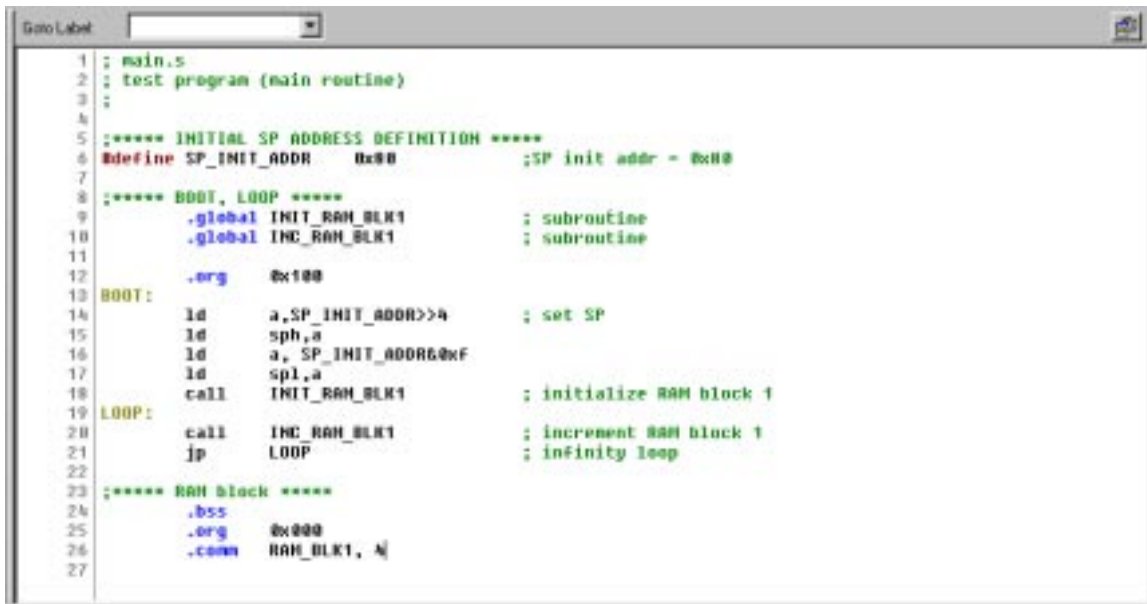 Goto Label:
1 ; main.s
2 ; test program (main routine)
3 ;
4
5 ;***** INITIAL SP ADDRESS DEFINITION *****
6 #define SP_INIT_ADDR 0x80 ;SP init addr = 0x80
7
8 ;***** BOOT, LOOP *****
9 .global INIT_RAM_BLK1 ; subroutine
10 .global INC_RAM_BLK1 ; subroutine
11
12 .org 0x100
13 BOOT:
14 ld a,SP_INIT_ADDR>>4 ; set SP
15 ld sph,a
16 ld a, SP_INIT_ADDR&0xf
17 ld spl,a
18 call INIT_RAM_BLK1 ; initialize RAM block 1
19 LOOP:
20 call INC_RAM_BLK1 ; increment RAM block 1
21 jp LOOP ; infinity loop
22
23 ;***** RAM block *****
24 .bss
25 .org 0x000
26 .comm RAM_BLK1, 4
27